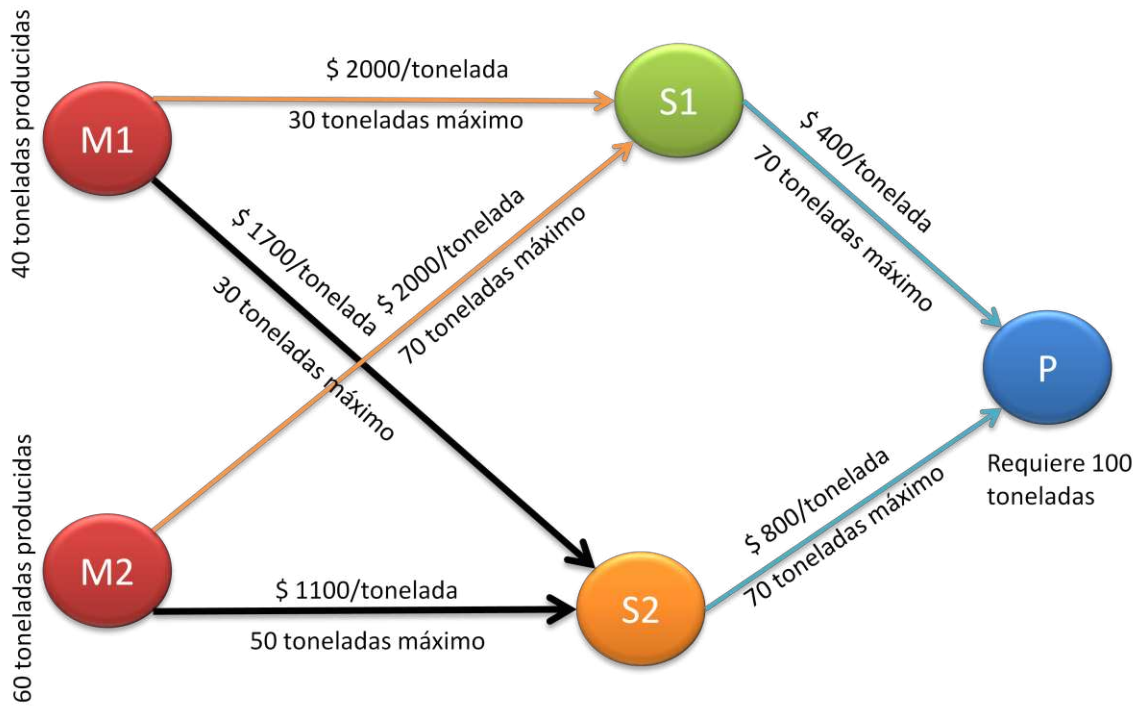 40 toneladas producidas
M1
$ 2000/tonelada
30 toneladas máximo
S1
$ 400/tonelada
70 toneladas máximo
$ 1700/tonelada
30 toneladas máximo
$ 2000/tonelada
70 toneladas máximo
P
Requiere 100
toneladas
60 toneladas producidas
M2
$ 1100/tonelada
50 toneladas máximo
S2
$ 800/tonelada
70 toneladas máximo